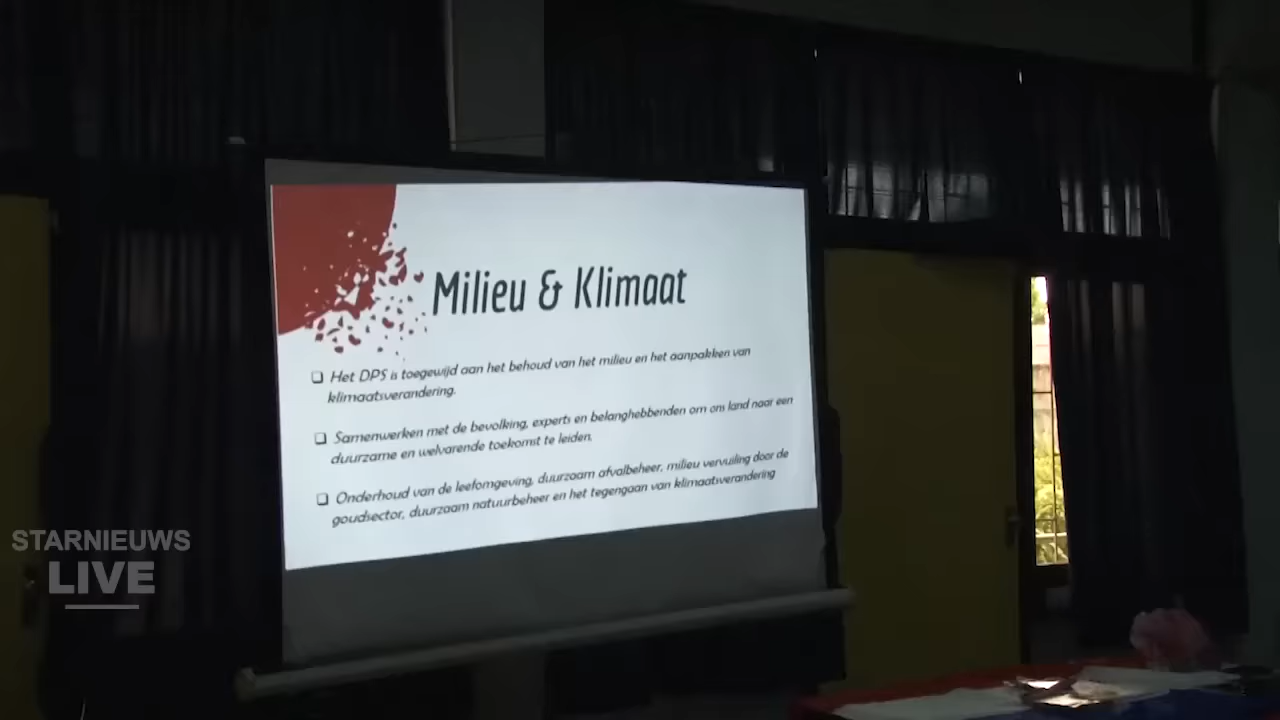 Milieu & Klimaat
Het DPS is toegewijd aan het behoud van het milieu en het aanpakken van
klimaatsverandering.
Samenwerken met de bevolking, experts en belanghebbenden om ons land naar een
duurzame en welvarende toekomst te leiden.
Onderhoud van de leefomgeving, duurzaam afvalbeheer, milieu vervuiling door de
goudsector, duurzaam natuurbeheer en het tegengaan van klimaatsverandering
STARNIEUWS
LIVE